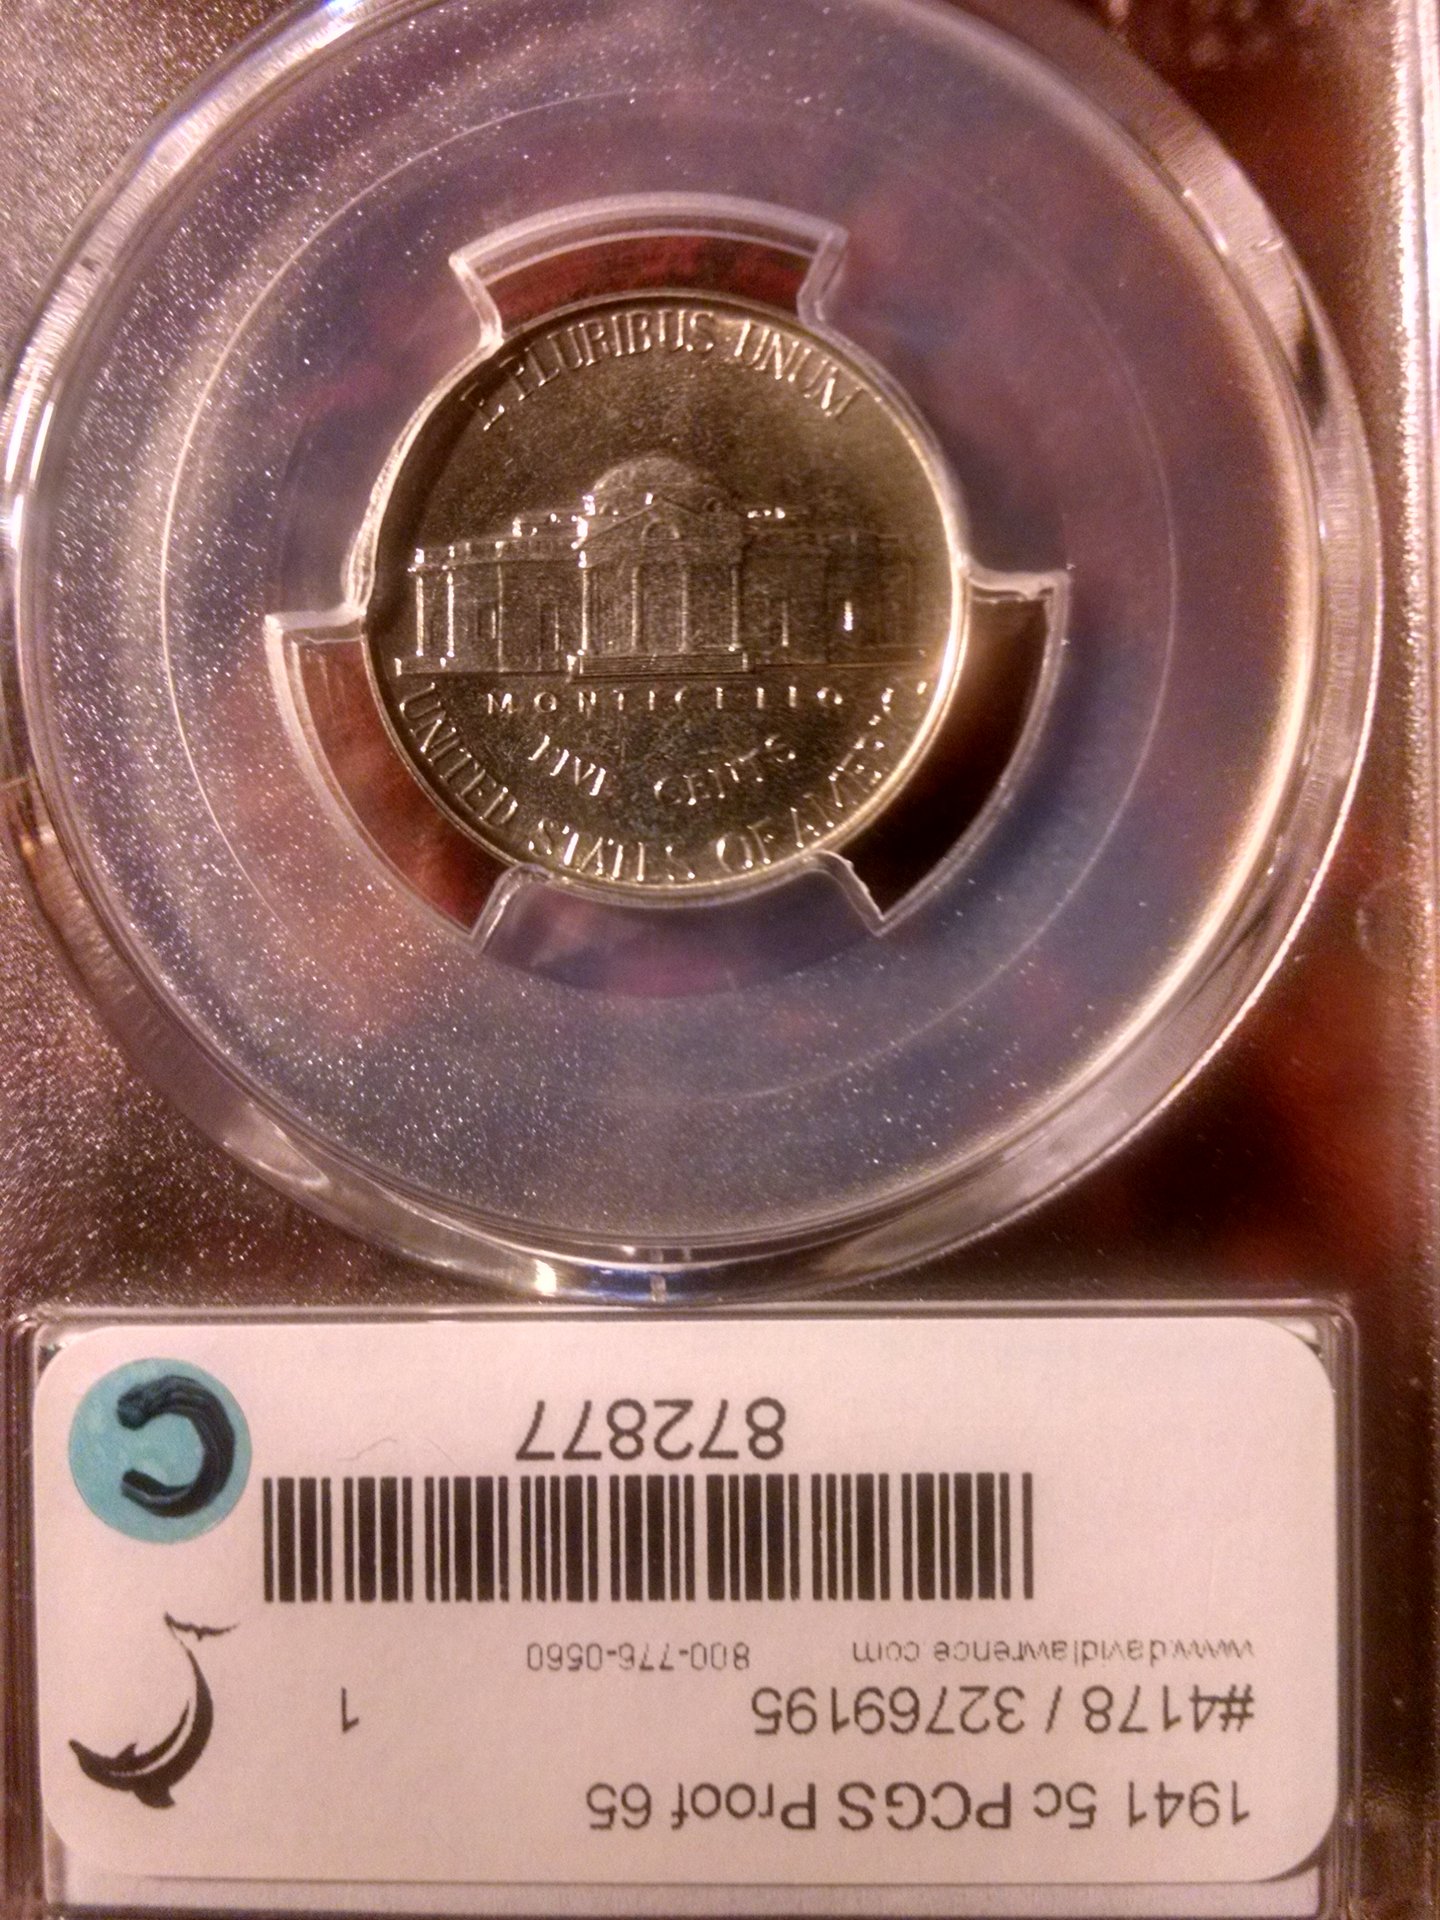 E PLURIBUS UNUM
MONTICELLO
FIVE CENTS
UNITED STATES OF AMERICA
1941 5c PCGS Proof 65
#4178 / 32769195 1
www.davidlawrence.com 800-776-0560
872877